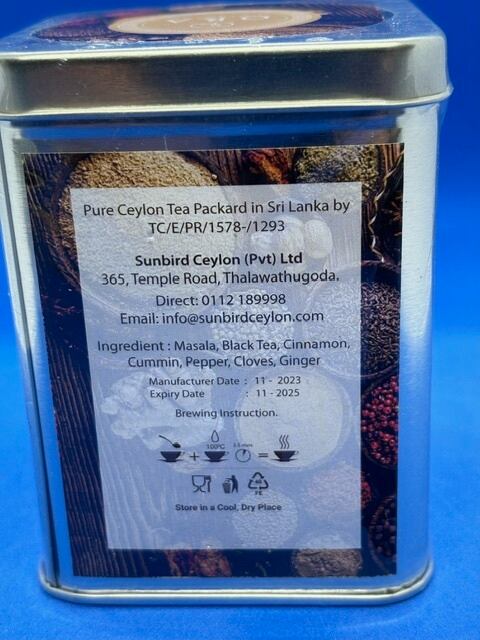 Pure Ceylon Tea Packard in Sri Lanka by
TC/E/PR/1578-/1293
Sunbird Ceylon (Pvt) Ltd
365, Temple Road, Thalawathugoda.
Direct: 0112 189998
Email: info@sunbirdceylon.com
Ingredient : Masala, Black Tea, Cinnamon,
Cummin, Pepper, Cloves, Ginger
Manufacturer Date : 11 - 2023
Expiry Date : 11 - 2025
Brewing Instruction.
100°C
+ =
PE
Store in a Cool, Dry Place